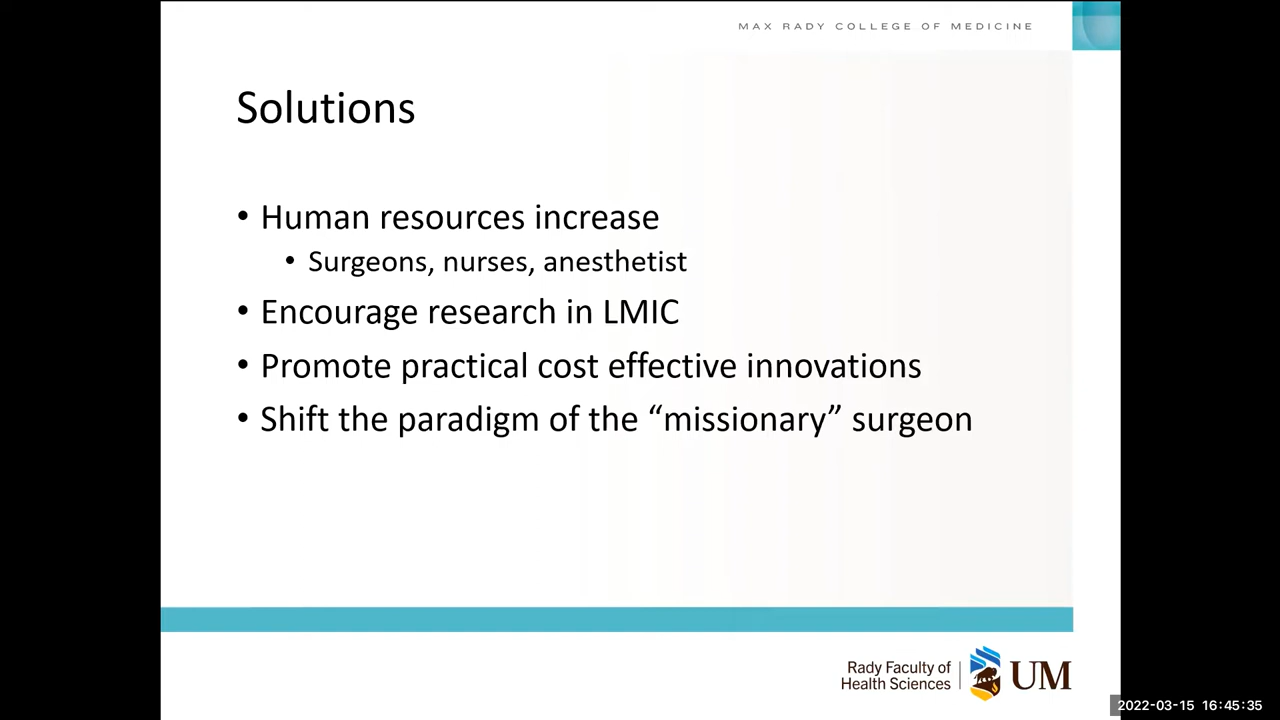 MAX RADY COLLEGE OF MEDICINE
Solutions
• Human resources increase
• Surgeons, nurses, anesthetist
• Encourage research in LMIC
• Promote practical cost effective innovations
• Shift the paradigm of the “missionary” surgeon
Rady Faculty of
Health Sciences
UM
2022-03-15 16:45:35